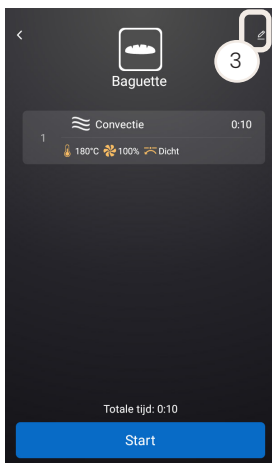 3
Baguette
1
Convectie 0:10
180°C 100% Dicht
Totale tijd: 0:10
Start